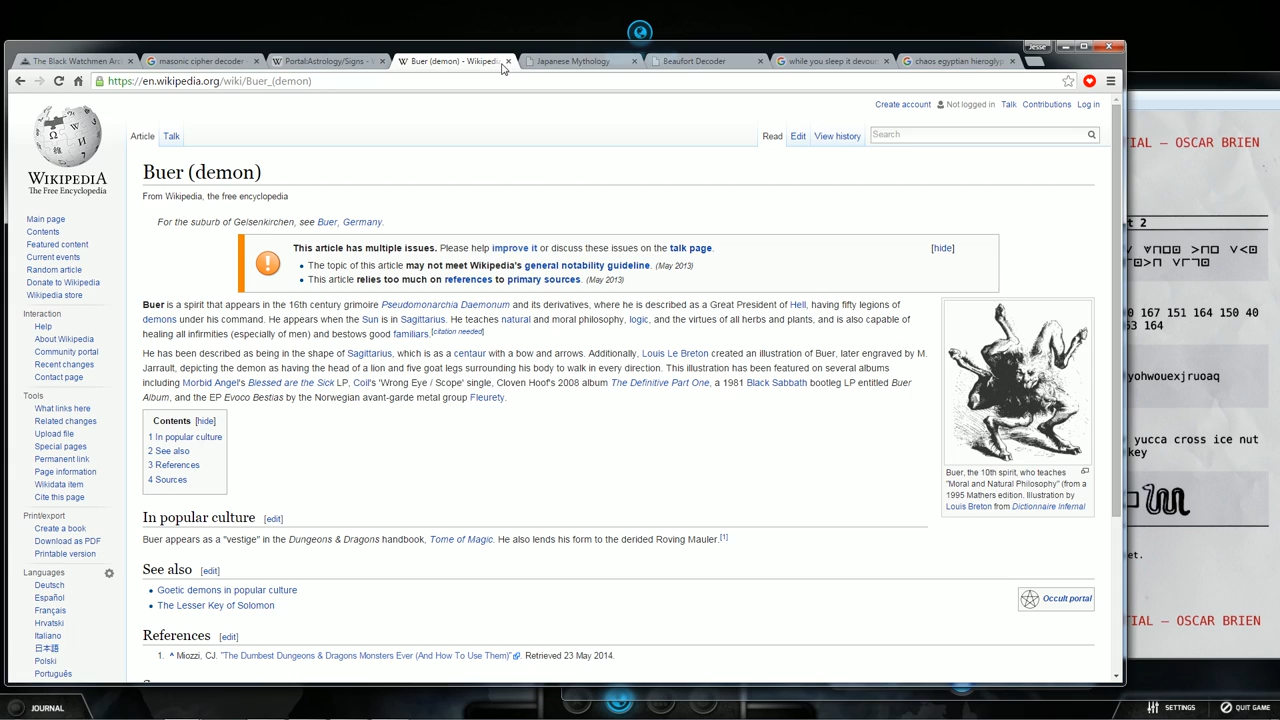 Jesse
The Black Watchmen Arc
masonic cipher decoder -
Portal:Astrology/Signs - W
Buer (demon) - Wikipedia
Japanese Mythology
Beaufort Decoder
while you sleep it devour
chaos egyptian hieroglyp
https://en.wikipedia.org/wiki/Buer_(demon)
Create account Not logged in Talk Contributions Log in
Article Talk
Read Edit View history Search
WIKIPEDIA
The Free Encyclopedia
Main page
Contents
Featured content
Current events
Random article
Donate to Wikipedia
Wikipedia store
Interaction
Help
About Wikipedia
Community portal
Recent changes
Contact page
Tools
What links here
Related changes
Upload file
Special pages
Permanent link
Page information
Wikidata item
Cite this page
Print/export
Create a book
Download as PDF
Printable version
Languages
Deutsch
Español
Français
Hrvatski
Italiano
日本語
Polski
Português
Buer (demon)
From Wikipedia, the free encyclopedia
For the suburb of Gelsenkirchen, see Buer, Germany.
This article has multiple issues. Please help improve it or discuss these issues on the talk page. [hide]
• The topic of this article may not meet Wikipedia's general notability guideline. (May 2013)
• This article relies too much on references to primary sources. (May 2013)
Buer is a spirit that appears in the 16th century grimoire Pseudomonarchia Daemonum and its derivatives, where he is described as a Great President of Hell, having fifty legions of
demons under his command. He appears when the Sun is in Sagittarius. He teaches natural and moral philosophy, logic, and the virtues of all herbs and plants, and is also capable of
healing all infirmities (especially of men) and bestows good familiars.[citation needed]
He has been described as being in the shape of Sagittarius, which is as a centaur with a bow and arrows. Additionally, Louis Le Breton created an illustration of Buer, later engraved by M.
Jarrault, depicting the demon as having the head of a lion and five goat legs surrounding his body to walk in every direction. This illustration has been featured on several albums
including Morbid Angel's Blessed are the Sick LP, Coil's 'Wrong Eye / Scope' single, Cloven Hoof's 2008 album The Definitive Part One, a 1981 Black Sabbath bootleg LP entitled Buer
Album, and the EP Evoco Bestias by the Norwegian avant-garde metal group Fleurety.
Contents [hide]
1 In popular culture
2 See also
3 References
4 Sources
Buer, the 10th spirit, who teaches
"Moral and Natural Philosophy" (from a
1995 Mathers edition. Illustration by
Louis Breton from Dictionnaire Infernal
In popular culture [edit]
Buer appears as a "vestige" in the Dungeons & Dragons handbook, Tome of Magic. He also lends his form to the derided Roving Mauler.[1]
See also [edit]
• Goetic demons in popular culture
• The Lesser Key of Solomon
Occult portal
References [edit]
1. ^ Miozzi, CJ. "The Dumbest Dungeons & Dragons Monsters Ever (And How To Use Them)". Retrieved 23 May 2014.
TIAL — OSCAR BRIEN
t 2
0 167 151 164 150 40
63 164
yohwouexjruoaq
yucca cross ice nut
key
et.
TIAL — OSCAR BRIEN
JOURNAL
SETTINGS
QUIT GAME